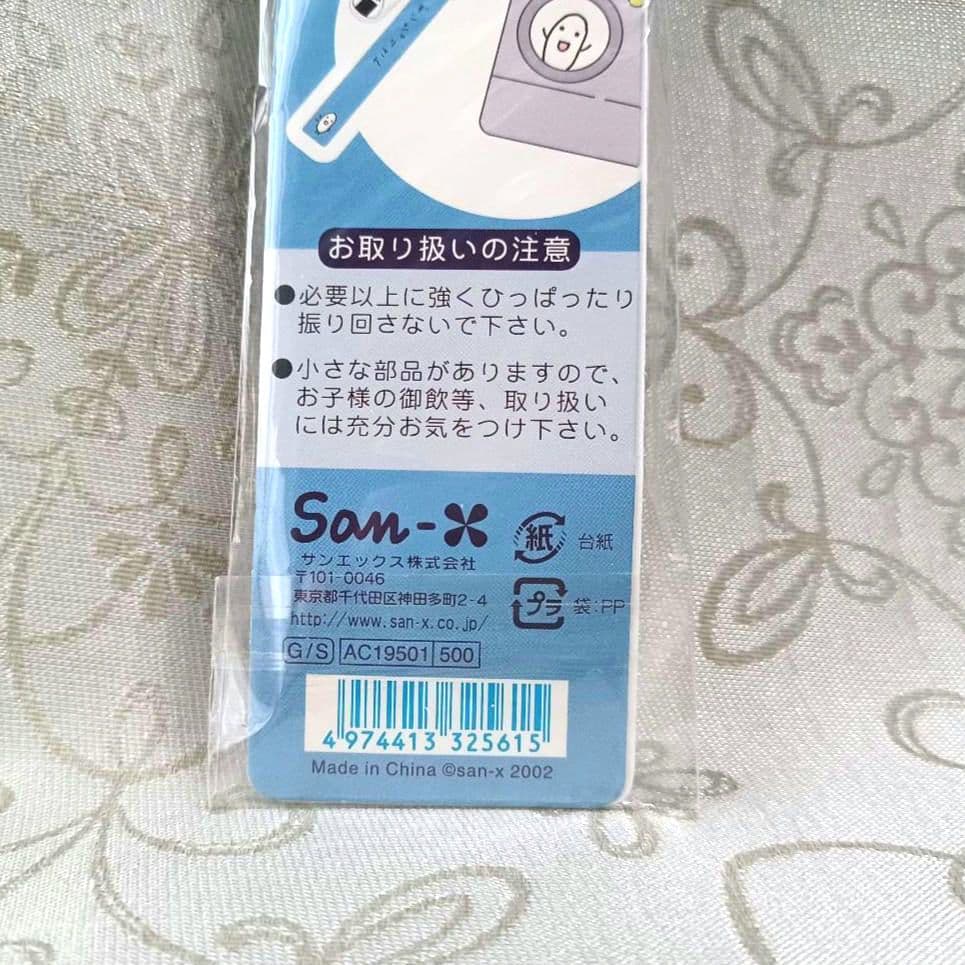 お取り扱いの注意
●必要以上に強くひっぱったり
振り回さないで下さい。
●小さな部品がありますので、
お子様の御飲等、取り扱い
には充分お気をつけ下さい。
San-X
紙 台紙
サンエックス株式会社
〒101-0046
東京都千代田区神田多町2-4
プラ 袋:PP
http://www.san-x.co.jp/
G/S AC19501 500
4 974413 325615
Made in China ©san-x 2002